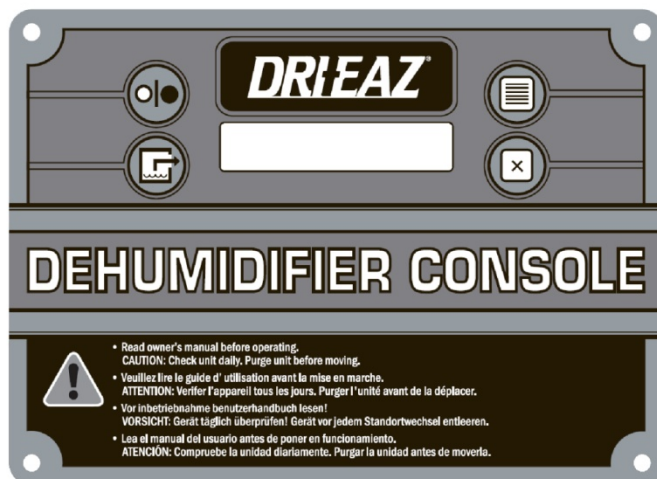 DRI-EAZ®
DEHUMIDIFIER CONSOLE
• Read owner's manual before operating.
CAUTION: Check unit daily. Purge unit before moving.
• Veuillez lire le guide d' utilisation avant la mise en marche.
ATTENTION: Verifer l'appareil tous les jours. Purger l'unité avant de la déplacer.
• Vor inbetriebnahme benutzerhandbuch lesen!
VORSICHT: Gerät täglich überprüfen! Gerät vor jedem Standortwechsel entleeren.
• Lea el manual del usuario antes de poner en funcionamiento.
ATENCIÓN: Compruebe la unidad diariamente. Purgar la unidad antes de moverla.